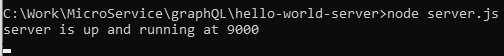 C:\Work\MicroService\graphQL\hello-world-server>node server.js
server is up and running at 9000